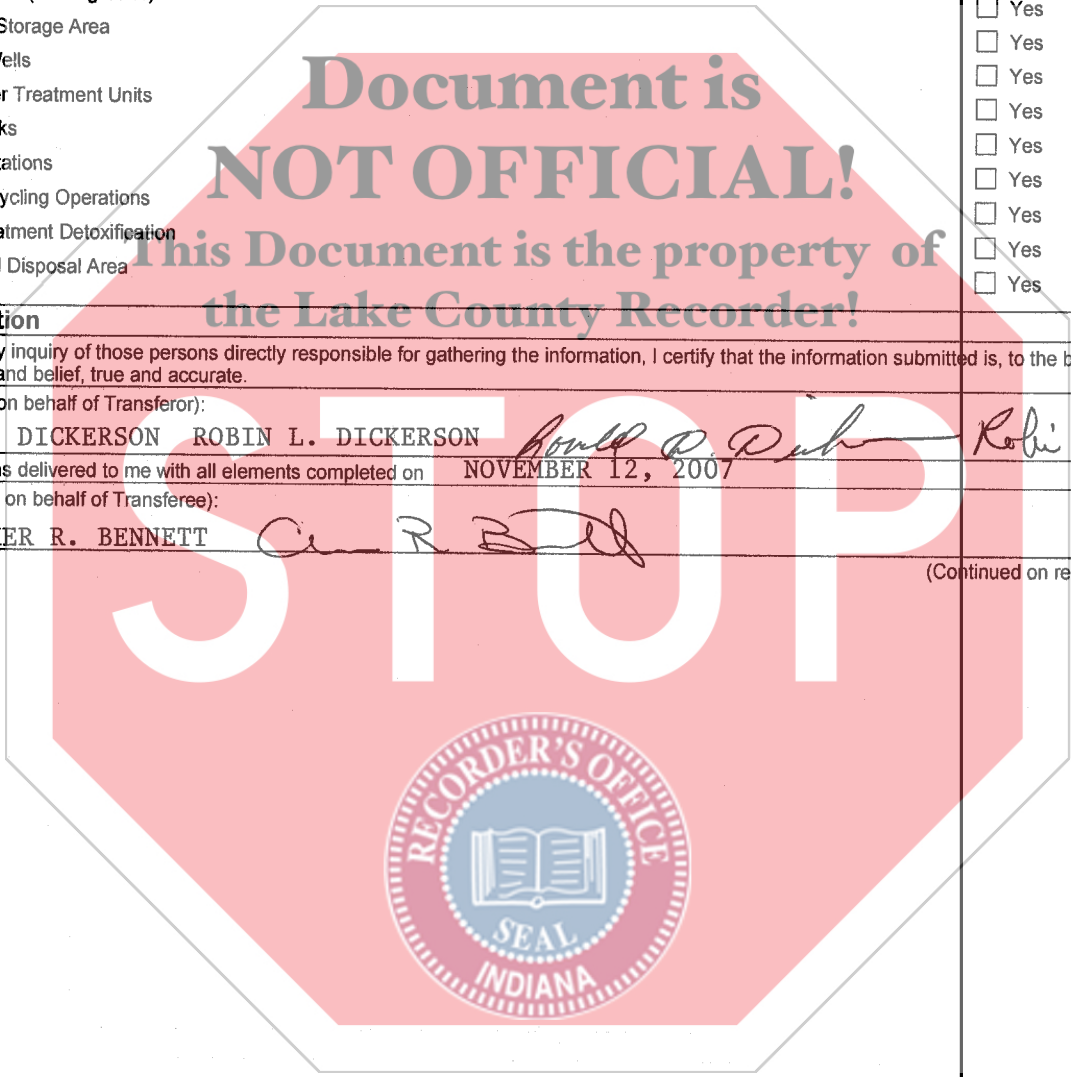 Yes
Storage Area
Yes
ells
Yes
r Treatment Units
Yes
ks
Yes
ations
Yes
ycling Operations
Yes
atment Detoxification
Yes
Disposal Area
Yes
Yes
Document is
NOT OFFICIAL!
This Document is the property of
the Lake County Recorder!
tion
y inquiry of those persons directly responsible for gathering the information, I certify that the information submitted is, to the b
and belief, true and accurate.
on behalf of Transferor):
DICKERSON ROBIN L. DICKERSON
Robi
s delivered to me with all elements completed on NOVEMBER 12, 2007
on behalf of Transferee):
ER R. BENNETT
(Continued on re
STOP
RECORDER'S OFFICE
SEAL
INDIANA